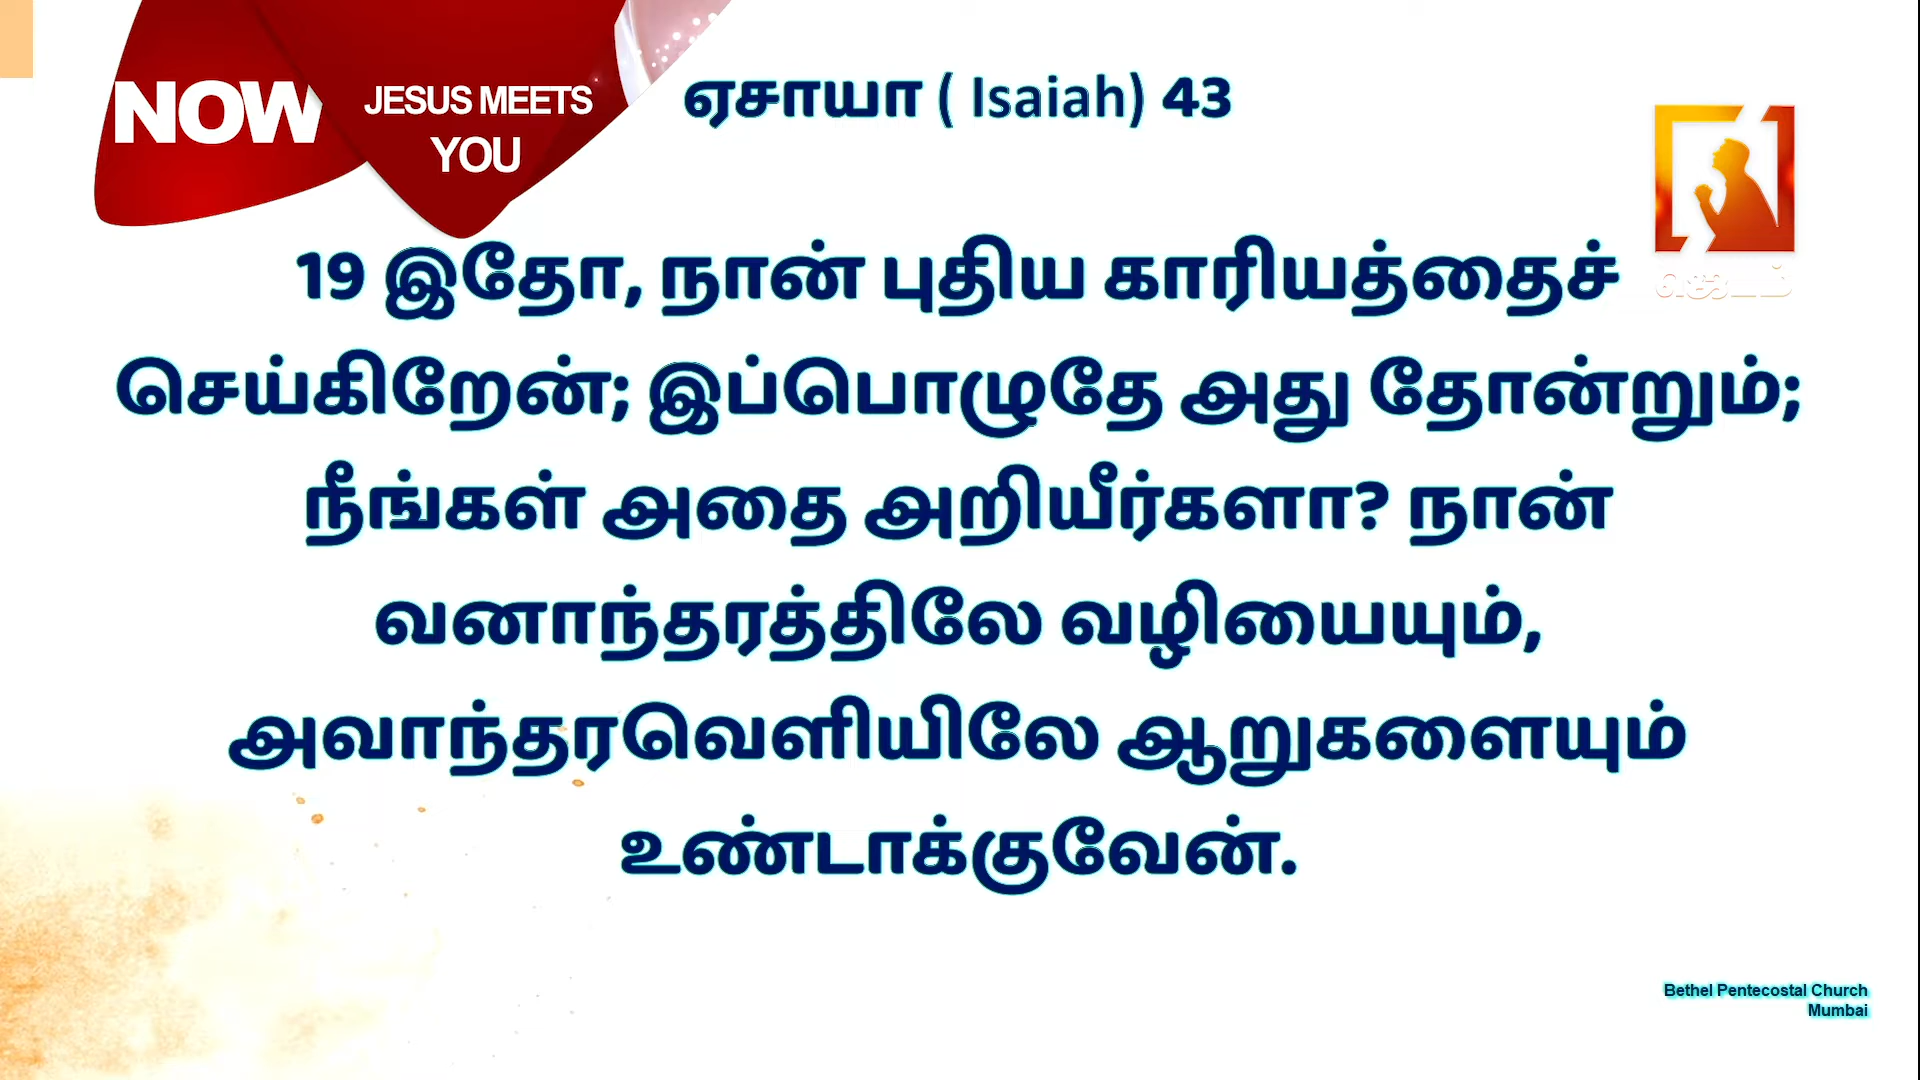 NOW
JESUS MEETS
YOU
ஏசாயா ( Isaiah) 43
19 இதோ, நான் புதிய காரியத்தைச்
செய்கிறேன்; இப்பொழுதே அது தோன்றும்;
நீங்கள் அதை அறியீர்களா? நான்
வனாந்தரத்திலே வழியையும்,
அவாந்தரவெளியிலே ஆறுகளையும்
உண்டாக்குவேன்.
ஜெபம்
Bethel Pentecostal Church
Mumbai